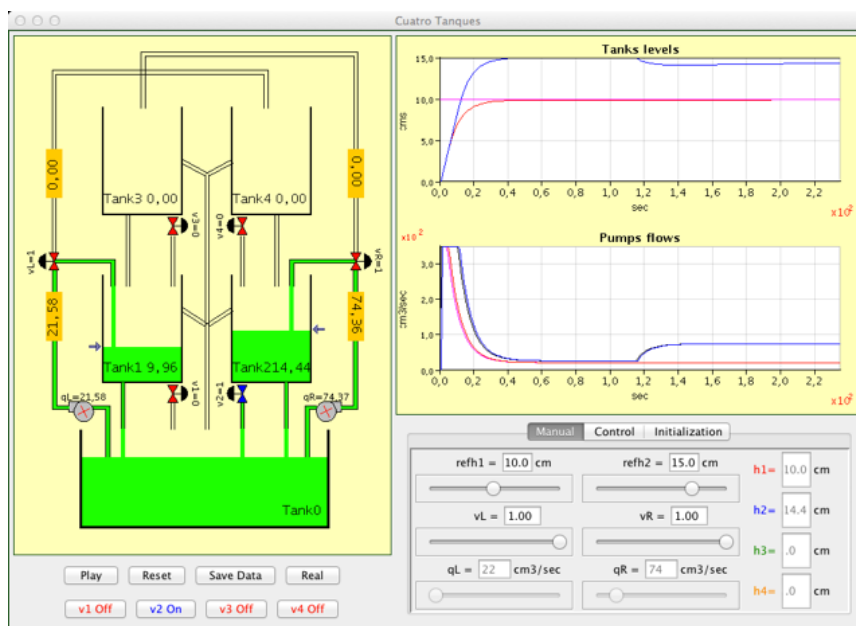 Cuatro Tanques
0,00
0,00
Tank3 0,00
Tank4 0,00
v3=0
v4=0
vL=1
vR=1
21,58
74,36
Tank1 9,96
Tank214,44
qL=21,58
v1=0
v2=1
qR=74,37
Tank0
Play
Reset
Save Data
Real
v1 Off
v2 On
v3 Off
v4 Off
Tanks levels
15,0
10,0
5,0
0,0
cms
0,0 0,2 0,4 0,6 0,8 1,0 1,2 1,4 1,6 1,8 2,0 2,2
sec
x10^2
Pumps flows
x10^2
3,0
2,0
1,0
0,0
cm3/sec
0,0 0,2 0,4 0,6 0,8 1,0 1,2 1,4 1,6 1,8 2,0 2,2
sec
x10^2
Manual
Control
Initialization
refh1 = 10.0 cm
refh2 = 15.0 cm
h1= 10.0 cm
vL = 1.00
vR = 1.00
h2= 14.4 cm
qL = 22 cm3/sec
qR = 74 cm3/sec
h3= .0 cm
h4= .0 cm